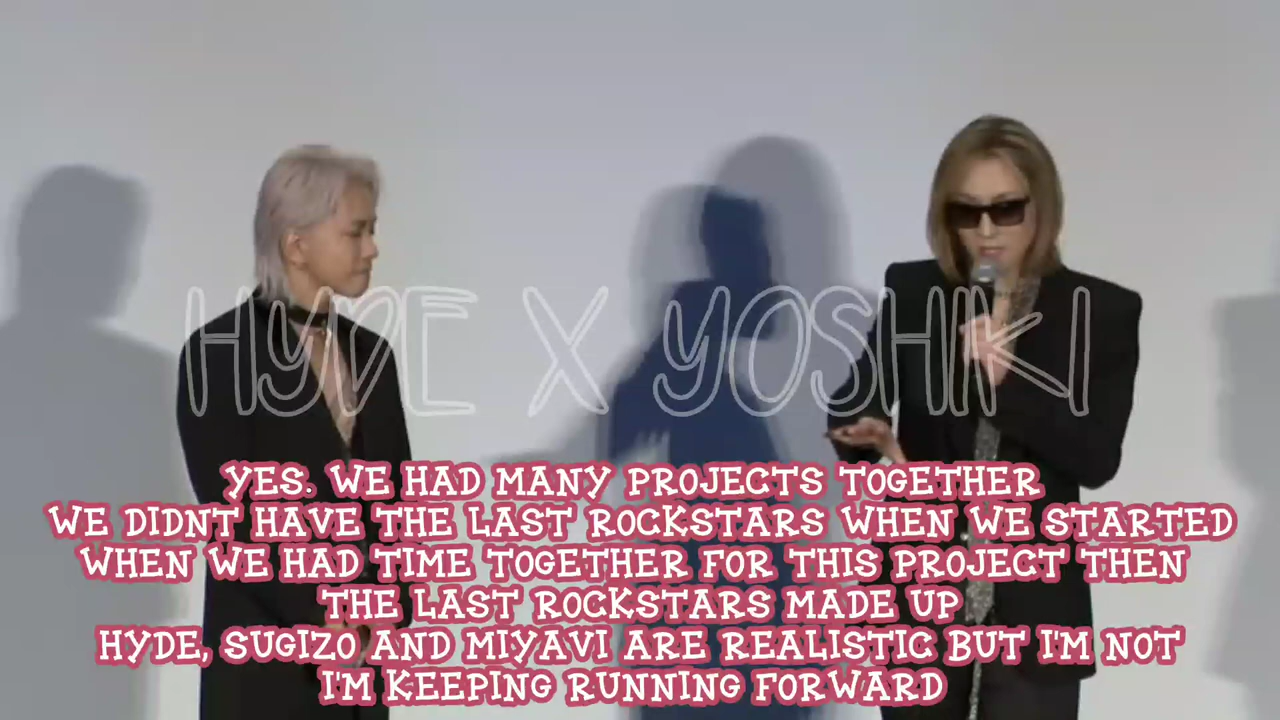 HYDE X YOSHIKI
YES. WE HAD MANY PROJECTS TOGETHER
WE DIDNT HAVE THE LAST ROCKSTARS WHEN WE STARTED
WHEN WE HAD TIME TOGETHER FOR THIS PROJECT THEN
THE LAST ROCKSTARS MADE UP
HYDE, SUGIZO AND MIYAVI ARE REALISTIC BUT I'M NOT
I'M KEEPING RUNNING FORWARD